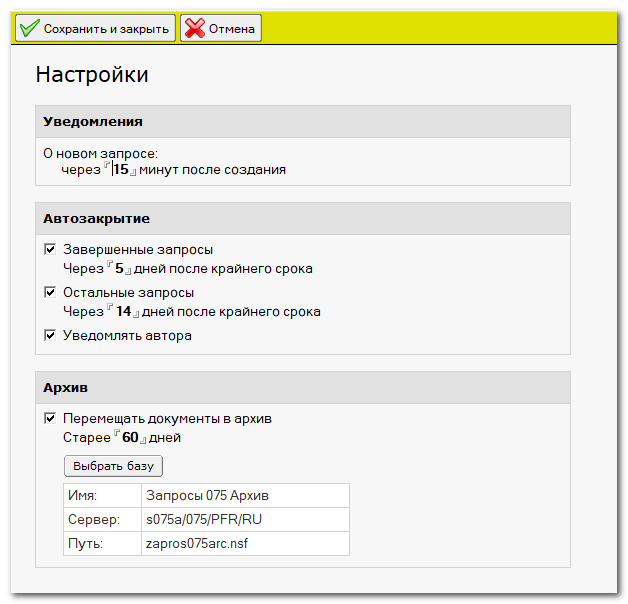 Сохранить и закрыть Отмена
Настройки
Уведомления
О новом запросе:
через 15 минут после создания
Автозакрытие
Завершенные запросы
Через 5 дней после крайнего срока
Остальные запросы
Через 14 дней после крайнего срока
Уведомлять автора
Архив
Перемещать документы в архив
Старее 60 дней
Выбрать базу
Имя: Запросы 075 Архив
Сервер: s075a/075/PFR/RU
Путь: zapros075arc.nsf